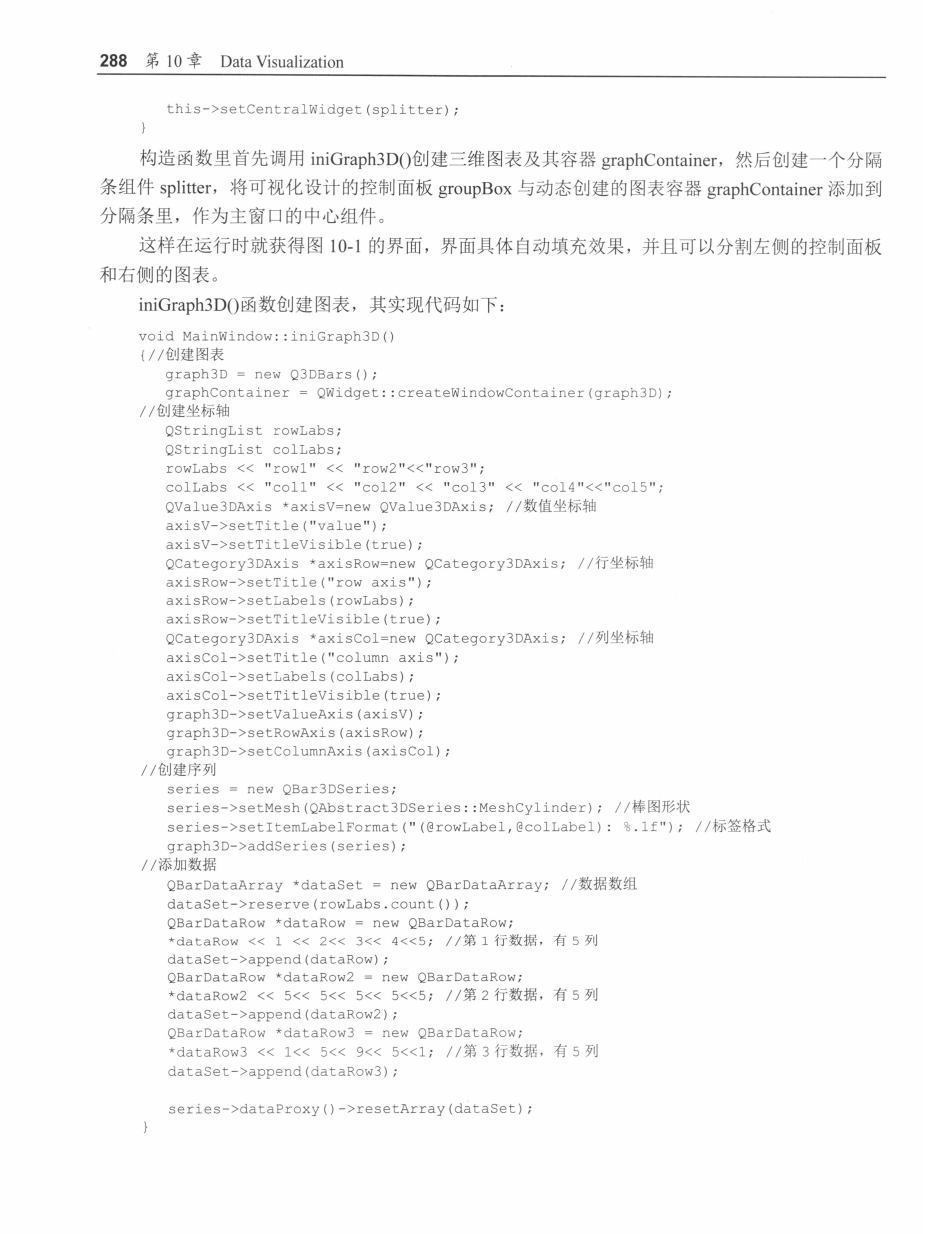 288 第 10 章 Data Visualization
this->setCentralWidget(splitter);
}
构造函数里首先调用 iniGraph3D()创建三维图表及其容器 graphContainer，然后创建一个分隔
条组件 splitter，将可视化设计的控制面板 groupBox 与动态创建的图表容器 graphContainer 添加到
分隔条里，作为主窗口的中心组件。
这样在运行时就获得图 10-1 的界面，界面具体自动填充效果，并且可以分割左侧的控制面板
和右侧的图表。
iniGraph3D()函数创建图表，其实现代码如下：
void MainWindow::iniGraph3D()
{//创建图表
graph3D = new Q3DBars();
graphContainer = QWidget::createWindowContainer(graph3D);
//创建坐标轴
QStringList rowLabs;
QStringList colLabs;
rowLabs << "row1" << "row2"<<"row3";
colLabs << "col1" << "col2" << "col3" << "col4"<<"col5";
QValue3DAxis *axisV=new QValue3DAxis; //数值坐标轴
axisV->setTitle("value");
axisV->setTitleVisible(true);
QCategory3DAxis *axisRow=new QCategory3DAxis; //行坐标轴
axisRow->setTitle("row axis");
axisRow->setLabels(rowLabs);
axisRow->setTitleVisible(true);
QCategory3DAxis *axisCol=new QCategory3DAxis; //列坐标轴
axisCol->setTitle("column axis");
axisCol->setLabels(colLabs);
axisCol->setTitleVisible(true);
graph3D->setValueAxis(axisV);
graph3D->setRowAxis(axisRow);
graph3D->setColumnAxis(axisCol);
//创建序列
series = new QBar3DSeries;
series->setMesh(QAbstract3DSeries::MeshCylinder); //棒图形状
series->setItemLabelFormat("(@rowLabel,@colLabel): %.1f"); //标签格式
graph3D->addSeries(series);
//添加数据
QBarDataArray *dataSet = new QBarDataArray; //数据数组
dataSet->reserve(rowLabs.count());
QBarDataRow *dataRow = new QBarDataRow;
*dataRow << 1 << 2<< 3<< 4<<5; //第 1 行数据，有 5 列
dataSet->append(dataRow);
QBarDataRow *dataRow2 = new QBarDataRow;
*dataRow2 << 5<< 5<< 5<< 5<<5; //第 2 行数据，有 5 列
dataSet->append(dataRow2);
QBarDataRow *dataRow3 = new QBarDataRow;
*dataRow3 << 1<< 5<< 9<< 5<<1; //第 3 行数据，有 5 列
dataSet->append(dataRow3);
series->dataProxy()->resetArray(dataSet);
}